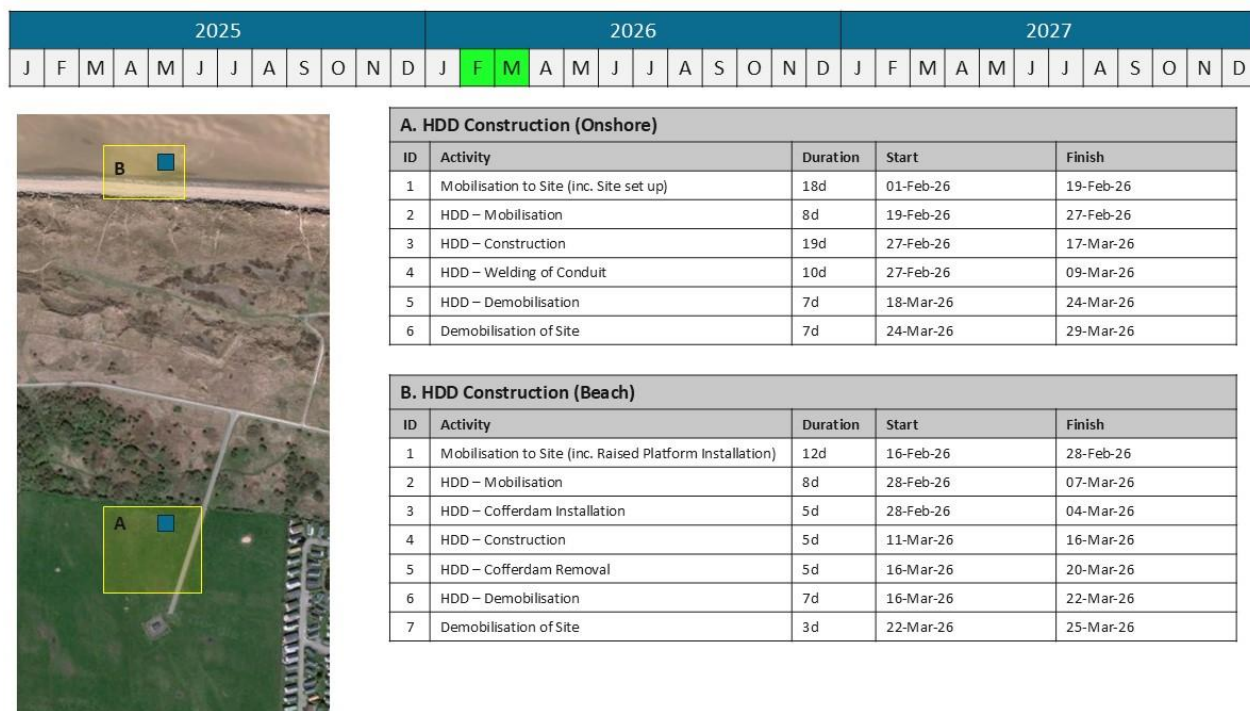 2025 2026 2027
J F M A M J J A S O N D J F M A M J J A S O N D J F M A M J J A S O N D
B
A
A. HDD Construction (Onshore)
ID Activity Duration Start Finish
1 Mobilisation to Site (inc. Site set up) 18d 01-Feb-26 19-Feb-26
2 HDD – Mobilisation 8d 19-Feb-26 27-Feb-26
3 HDD – Construction 19d 27-Feb-26 17-Mar-26
4 HDD – Welding of Conduit 10d 27-Feb-26 09-Mar-26
5 HDD – Demobilisation 7d 18-Mar-26 24-Mar-26
6 Demobilisation of Site 7d 24-Mar-26 29-Mar-26
B. HDD Construction (Beach)
ID Activity Duration Start Finish
1 Mobilisation to Site (inc. Raised Platform Installation) 12d 16-Feb-26 28-Feb-26
2 HDD – Mobilisation 8d 28-Feb-26 07-Mar-26
3 HDD – Cofferdam Installation 5d 28-Feb-26 04-Mar-26
4 HDD – Construction 5d 11-Mar-26 16-Mar-26
5 HDD – Cofferdam Removal 5d 16-Mar-26 20-Mar-26
6 HDD – Demobilisation 7d 16-Mar-26 22-Mar-26
7 Demobilisation of Site 3d 22-Mar-26 25-Mar-26